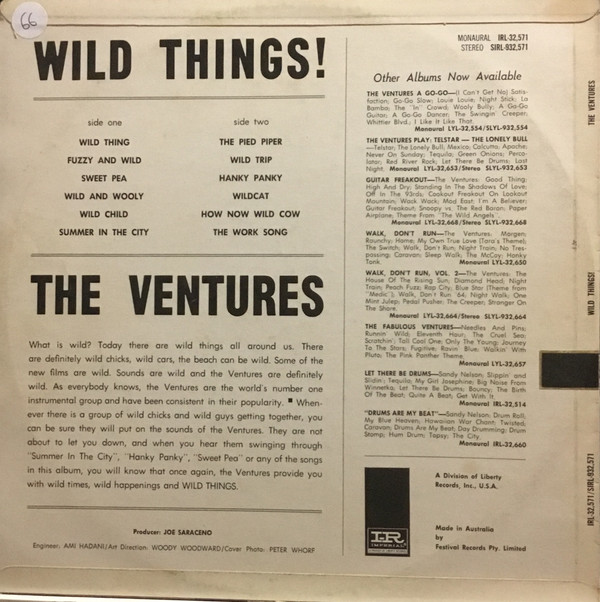 66
WILD THINGS!
side one
WILD THING
FUZZY AND WILD
SWEET PEA
WILD AND WOOLY
WILD CHILD
SUMMER IN THE CITY
side two
THE PIED PIPER
WILD TRIP
HANKY PANKY
WILDCAT
HOW NOW WILD COW
THE WORK SONG
THE VENTURES
What is wild? Today there are wild things all around us. There
are definitely wild chicks, wild cars, the beach can be wild. Some of the
new films are wild. Sounds are wild and the Ventures are definitely
wild. As everybody knows, the Ventures are the world's number one
instrumental group and have been consistent in their popularity. ■ When-
ever there is a group of wild chicks and wild guys getting together, you
can be sure they will put on the sounds of the Ventures. They are not
about to let you down, and when you hear them swinging through
"Summer In The City", "Hanky Panky", "Sweet Pea" or any of the songs
in this album, you will know that once again, the Ventures provide you
with wild times, wild happenings and WILD THINGS.
Producer: JOE SARACENO
Engineer: AMI HADANI/Art Direction: WOODY WOODWARD/Cover Photo: PETER WHORF
MONAURAL IRL-32,571
STEREO SIRL-932,571
Other Albums Now Available
THE VENTURES A GO-GO—(I Can't Get No) Satis-
faction; Go-Go Slow; Louie Louie; Night Stick; La
Bamba; The "In" Crowd; Wooly Bully; A Go-Go
Guitar; A Go-Go Dancer; The Swingin' Creeper;
Whittier Blvd.; I Like It Like That.
Monaural LYL-32,554/SLYL-932,554
THE VENTURES PLAY: TELSTAR — THE LONELY BULL
—Telstar; The Lonely Bull; Mexico; Calcutta; Apache;
Never On Sunday; Tequila; Green Onions; Perco-
lator; Red River Rock; Let There Be Drums; Last
Night. Monaural LYL-32,653/Stereo SLYL-932,653
GUITAR FREAKOUT—The Ventures: Good Thing;
High And Dry; Standing In The Shadows Of Love;
Off In The 93rds; Cookout Freakout On Lookout
Mountain; Wack Wack; Mod East; I'm A Believer;
Guitar Freakout; Snoopy vs. The Red Baron; Paper
Airplane; Theme From "The Wild Angels".
Monaural LYL-32,668/Stereo SLYL-932,668
WALK, DON'T RUN—The Ventures: Morgen;
Raunchy; Home; My Own True Love (Tara's Theme);
The Switch; Walk, Don't Run; Night Train; No Tres-
passing; Caravan; Sleep Walk; The McCoy; Honky
Tonk. Monaural LYL-32,650
WALK, DON'T RUN, VOL. 2—The Ventures: The
House Of The Rising Sun; Diamond Head; Night
Train; Peach Fuzz; Rap City; Blue Star (Theme from
"Medic"); Walk, Don't Run '64; Night Walk; One
Mint Julep; Pedal Pusher; The Creeper; Stranger On
The Shore.
Monaural LYL-32,664/Stereo SLYL-932,664
THE FABULOUS VENTURES—Needles And Pins;
Runnin' Wild; Eleventh Hour; The Cruel Sea;
Scratchin'; Tall Cool One; Only The Young; Journey
To The Stars; Fugitive; Ravin' Blue; Walkin' With
Pluto; The Pink Panther Theme.
Monaural LYL-32,657
LET THERE BE DRUMS—Sandy Nelson; Slippin' and
Slidin'; Tequila; My Girl Josephine; Big Noise From
Winnetka; Let There Be Drums; Bouncy; The Birth
Of The Beat; Quite A Beat; Get With It.
Monaural IRL-32,514
"DRUMS ARE MY BEAT"—Sandy Nelson; Drum Roll;
My Blue Heaven; Hawaiian War Chant; Twisted;
Caravan; Drums Are My Beat; Day Drumming; Drum
Stomp; Hum Drum; Topsy; The City.
Monaural IRL-32,660
IR
IMPERIAL
A Division of Liberty
Records, Inc., U.S.A.
Made in Australia
by
Festival Records Pty. Limited
THE VENTURES
WILD THINGS!
IRL-32,571/SIRL-932,571